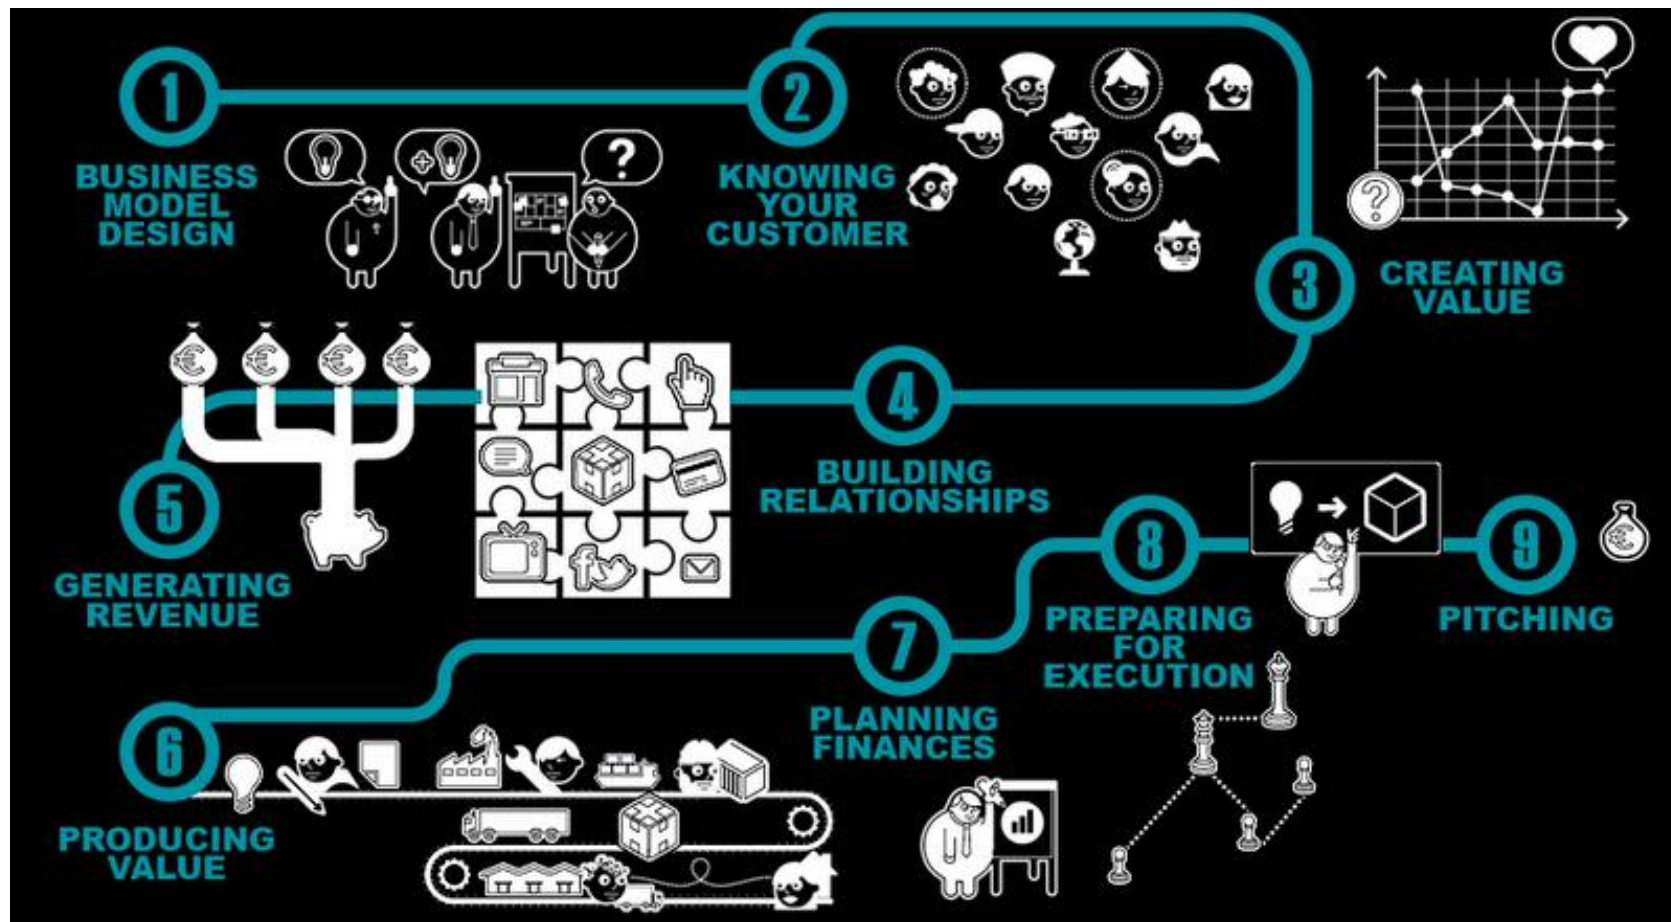 1
BUSINESS
MODEL
DESIGN
+
?
2
KNOWING
YOUR
CUSTOMER
3
CREATING
VALUE
?
€ € € €
4
BUILDING
RELATIONSHIPS
f
5
GENERATING
REVENUE
6
PRODUCING
VALUE
7
PLANNING
FINANCES
8
PREPARING
FOR
EXECUTION
9
PITCHING
€